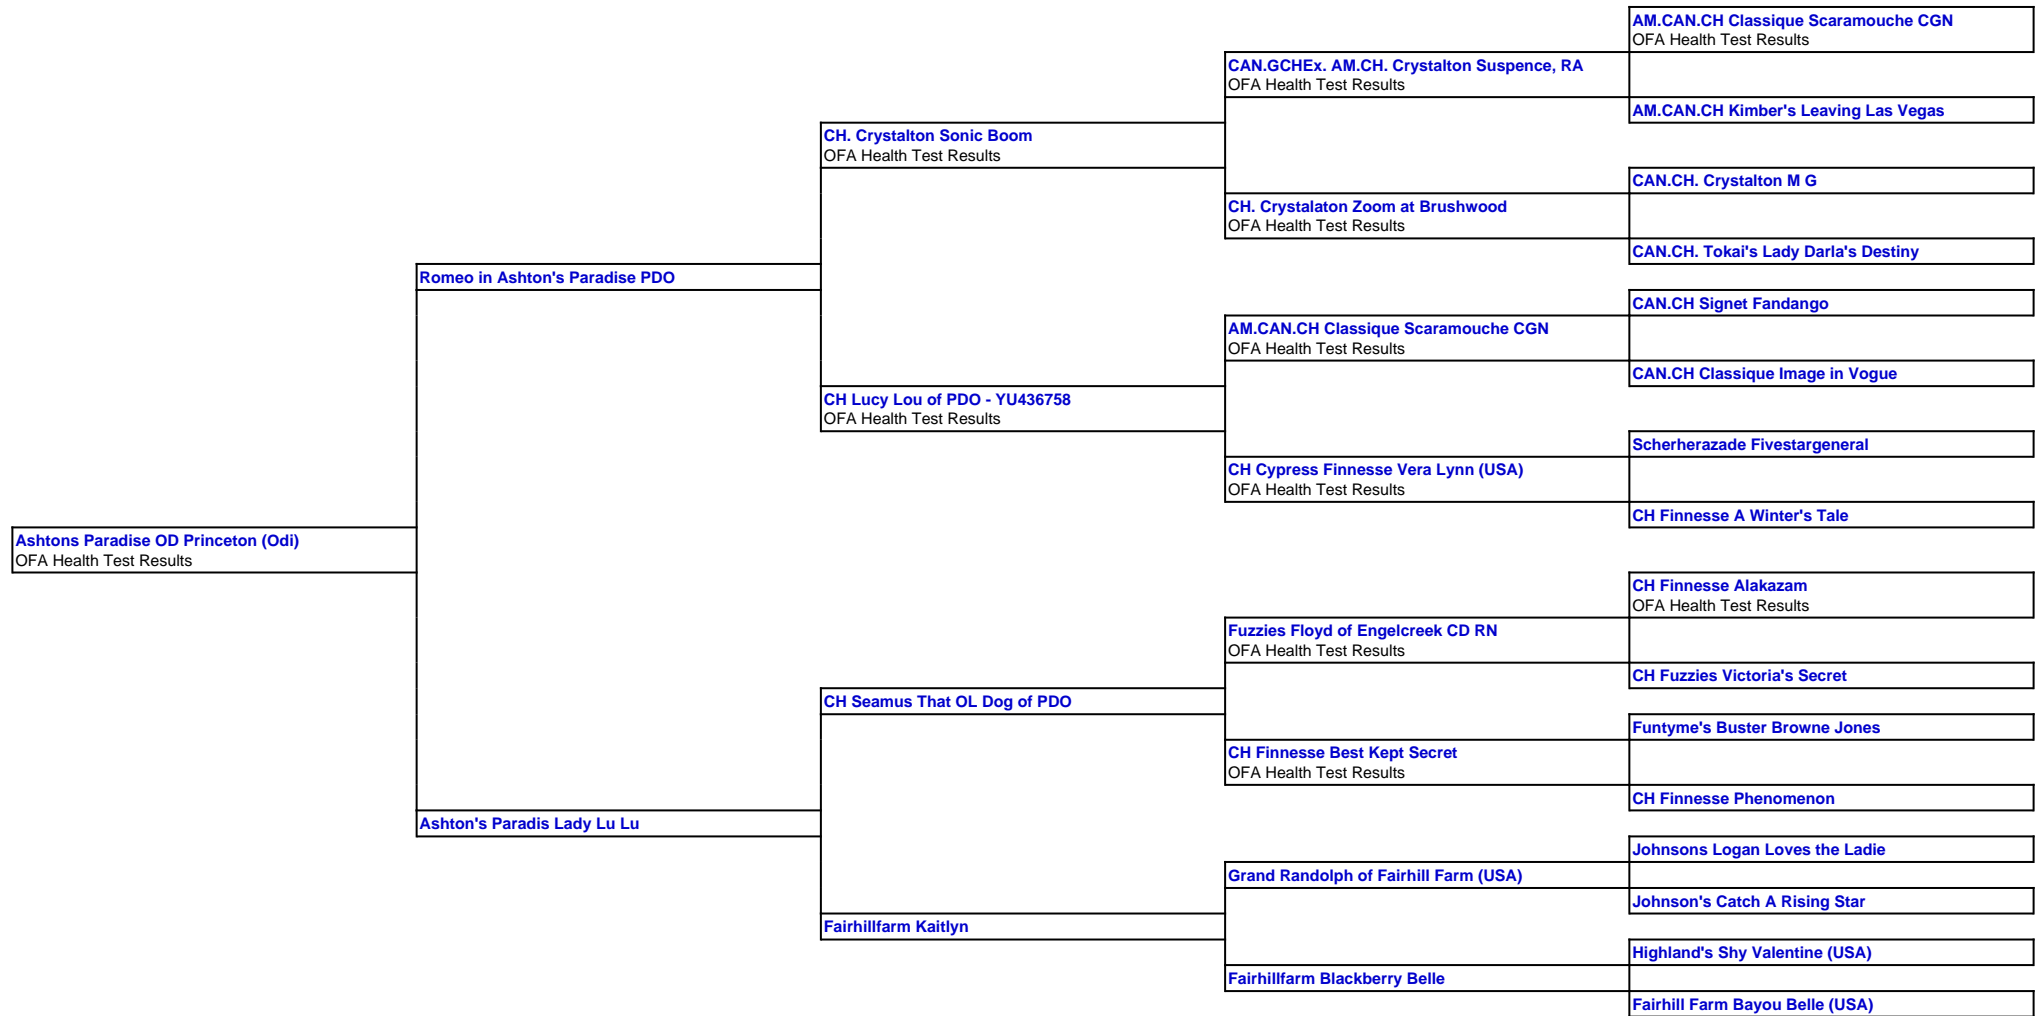 AM.CAN.CH Classique Scaramouche CGN
OFA Health Test Results
CAN.GCHEx. AM.CH. Crystalton Suspence, RA
OFA Health Test Results
AM.CAN.CH Kimber's Leaving Las Vegas
CH. Crystalton Sonic Boom
OFA Health Test Results
CAN.CH. Crystalton M G
CH. Crystalaton Zoom at Brushwood
OFA Health Test Results
CAN.CH. Tokai's Lady Darla's Destiny
Romeo in Ashton's Paradise PDO
CAN.CH Signet Fandango
AM.CAN.CH Classique Scaramouche CGN
OFA Health Test Results
CAN.CH Classique Image in Vogue
CH Lucy Lou of PDO - YU436758
OFA Health Test Results
Scherherazade Fivestargeneral
CH Cypress Finnesse Vera Lynn (USA)
OFA Health Test Results
CH Finnesse A Winter's Tale
Ashtons Paradise OD Princeton (Odi)
OFA Health Test Results
CH Finnesse Alakazam
OFA Health Test Results
Fuzzies Floyd of Engelcreek CD RN
OFA Health Test Results
CH Fuzzies Victoria's Secret
CH Seamus That OL Dog of PDO
Funtyme's Buster Browne Jones
CH Finnesse Best Kept Secret
OFA Health Test Results
CH Finnesse Phenomenon
Ashton's Paradis Lady Lu Lu
Johnsons Logan Loves the Ladie
Grand Randolph of Fairhill Farm (USA)
Johnson's Catch A Rising Star
Fairhillfarm Kaitlyn
Highland's Shy Valentine (USA)
Fairhillfarm Blackberry Belle
Fairhill Farm Bayou Belle (USA)